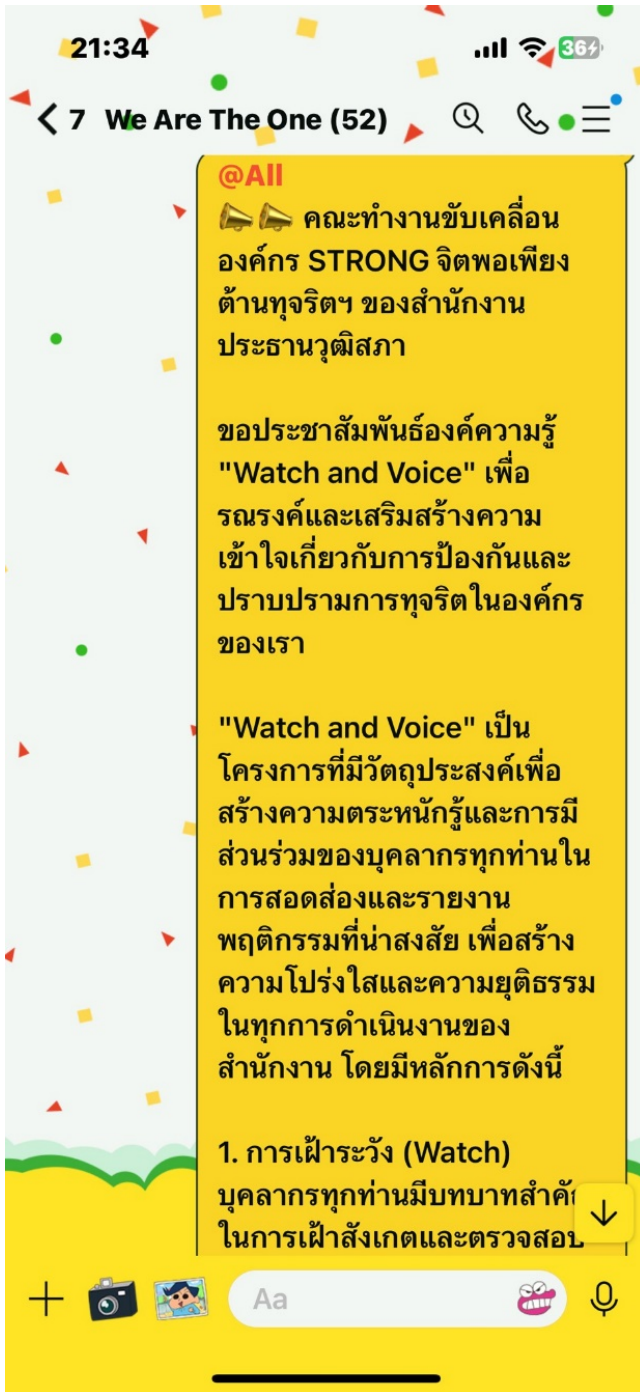 21:34
36
7 We Are The One (52)
@All
คณะทำงานขับเคลื่อน
องค์กร STRONG จิตพอเพียง
ต้านทุจริตฯ ของสำนักงาน
ประธานวุฒิสภา
ขอประชาสัมพันธ์องค์ความรู้
"Watch and Voice" เพื่อ
รณรงค์และเสริมสร้างความ
เข้าใจเกี่ยวกับการป้องกันและ
ปราบปรามการทุจริตในองค์กร
ของเรา
"Watch and Voice" เป็น
โครงการที่มีวัตถุประสงค์เพื่อ
สร้างความตระหนักรู้และการมี
ส่วนร่วมของบุคลากรทุกท่านใน
การสอดส่องและรายงาน
พฤติกรรมที่น่าสงสัย เพื่อสร้าง
ความโปร่งใสและความยุติธรรม
ในทุกการดำเนินงานของ
สำนักงาน โดยมีหลักการดังนี้
1. การเฝ้าระวัง (Watch)
บุคลากรทุกท่านมีบทบาทสำคั
ในการเฝ้าสังเกตและตรวจสอบ
Aa